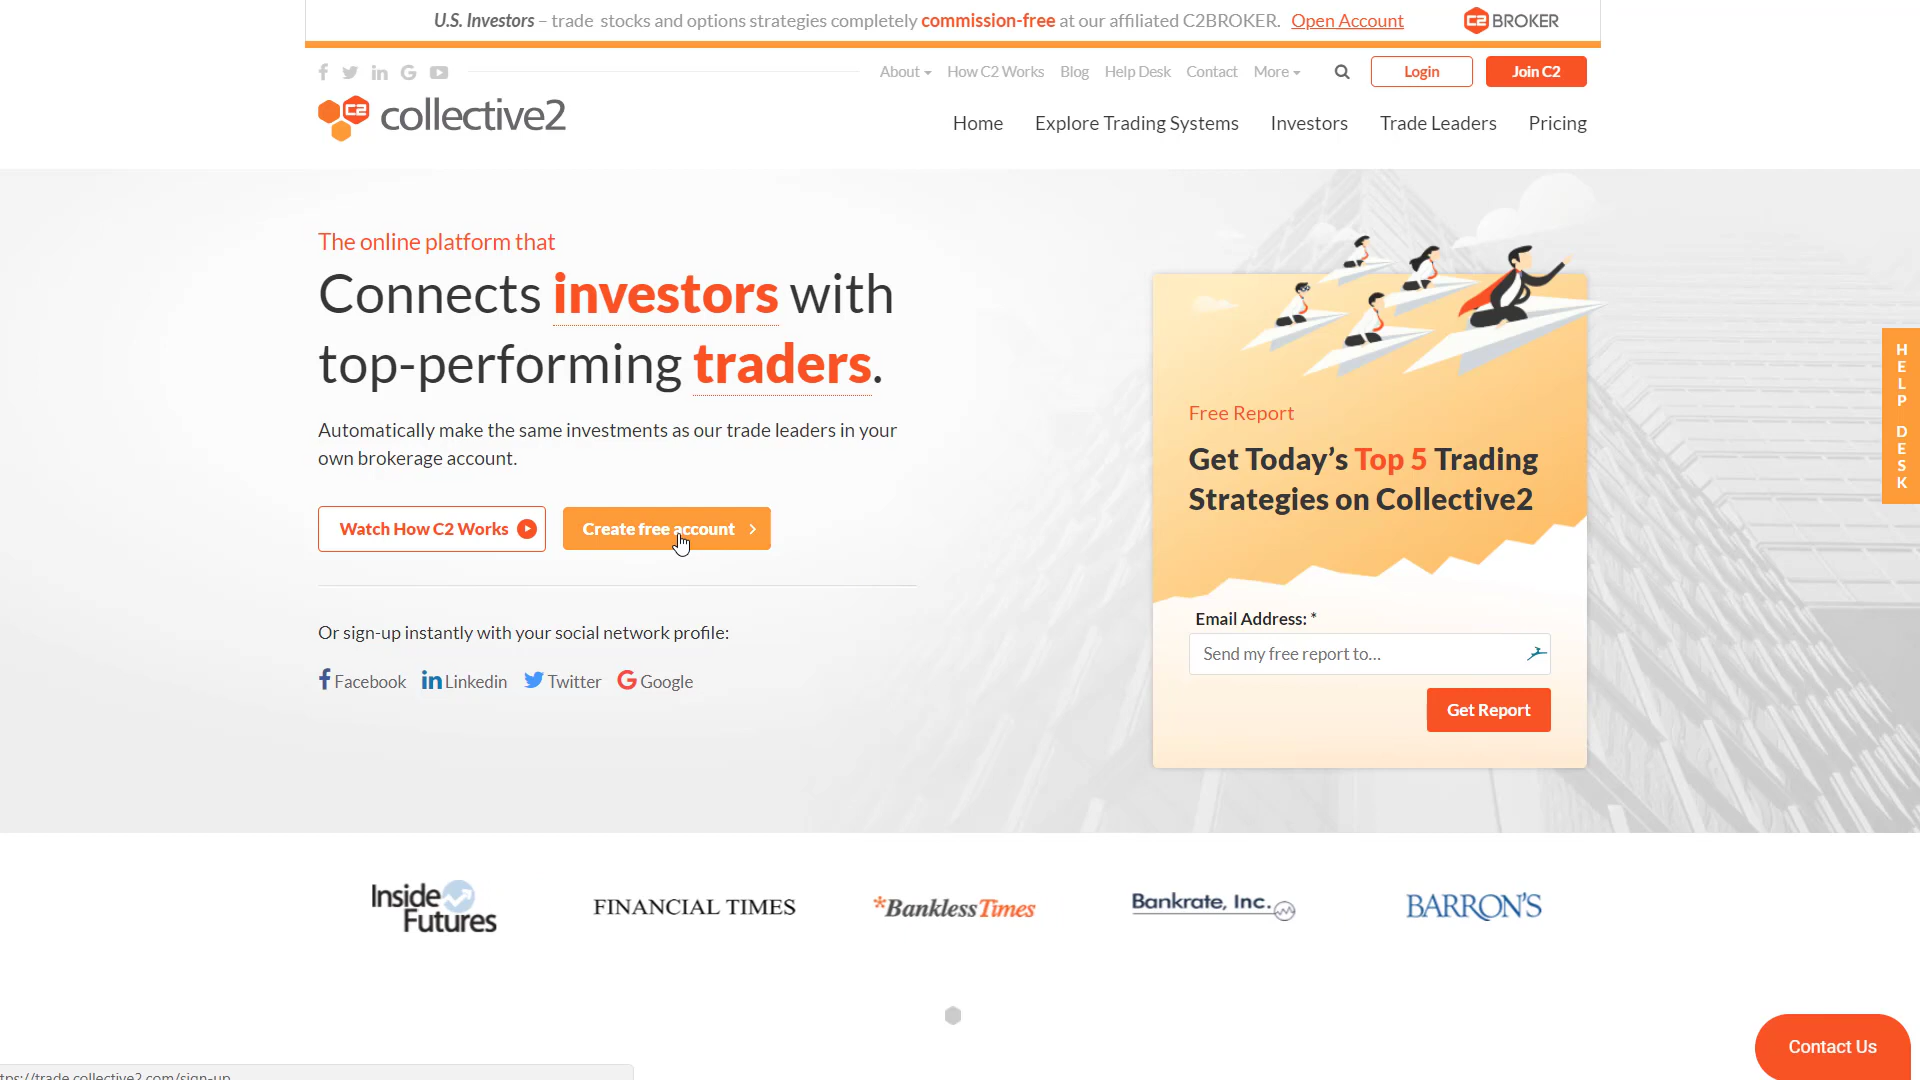 U.S. Investors – trade stocks and options strategies completely commission-free at our affiliated C2BROKER. Open Account
C2 BROKER
About How C2 Works Blog Help Desk Contact More Login Join C2
C2 collective2
Home Explore Trading Systems Investors Trade Leaders Pricing
The online platform that
Connects investors with
top-performing traders.
Automatically make the same investments as our trade leaders in your
own brokerage account.
Watch How C2 Works
Create free account
Or sign-up instantly with your social network profile:
Facebook Linkedin Twitter Google
Free Report
Get Today’s Top 5 Trading
Strategies on Collective2
Email Address: *
Send my free report to...
Get Report
HELP DESK
Inside
Futures
FINANCIAL TIMES
*Bankless Times
Bankrate, Inc.
BARRON'S
Contact Us
tps://trade.collective2.com/sign-up